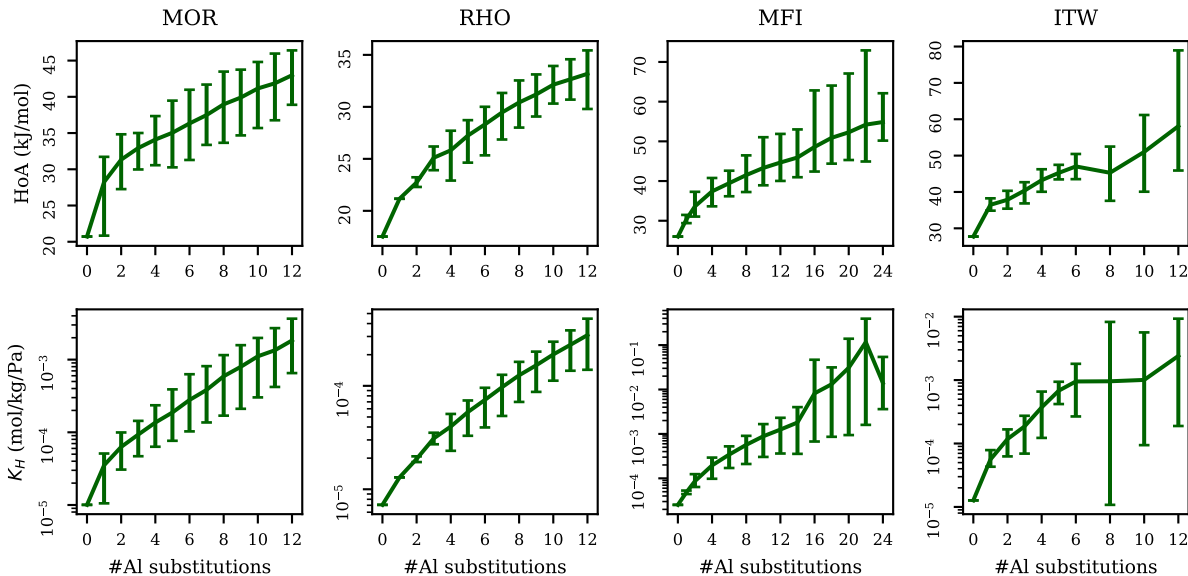 MOR RHO MFI ITW
HoA (kJ/mol)
45
40
35
30
25
20
0 2 4 6 8 10 12
35
30
25
20
0 2 4 6 8 10 12
70
60
50
40
30
0 4 8 12 16 20 24
80
70
60
50
40
30
0 2 4 6 8 10 12
K_H (mol/kg/Pa)
10⁻³
10⁻⁴
10⁻⁵
0 2 4 6 8 10 12
#Al substitutions
10⁻⁴
10⁻⁵
0 2 4 6 8 10 12
#Al substitutions
10⁻¹
10⁻²
10⁻³
10⁻⁴
0 4 8 12 16 20 24
#Al substitutions
10⁻²
10⁻³
10⁻⁴
10⁻⁵
0 2 4 6 8 10 12
#Al substitutions